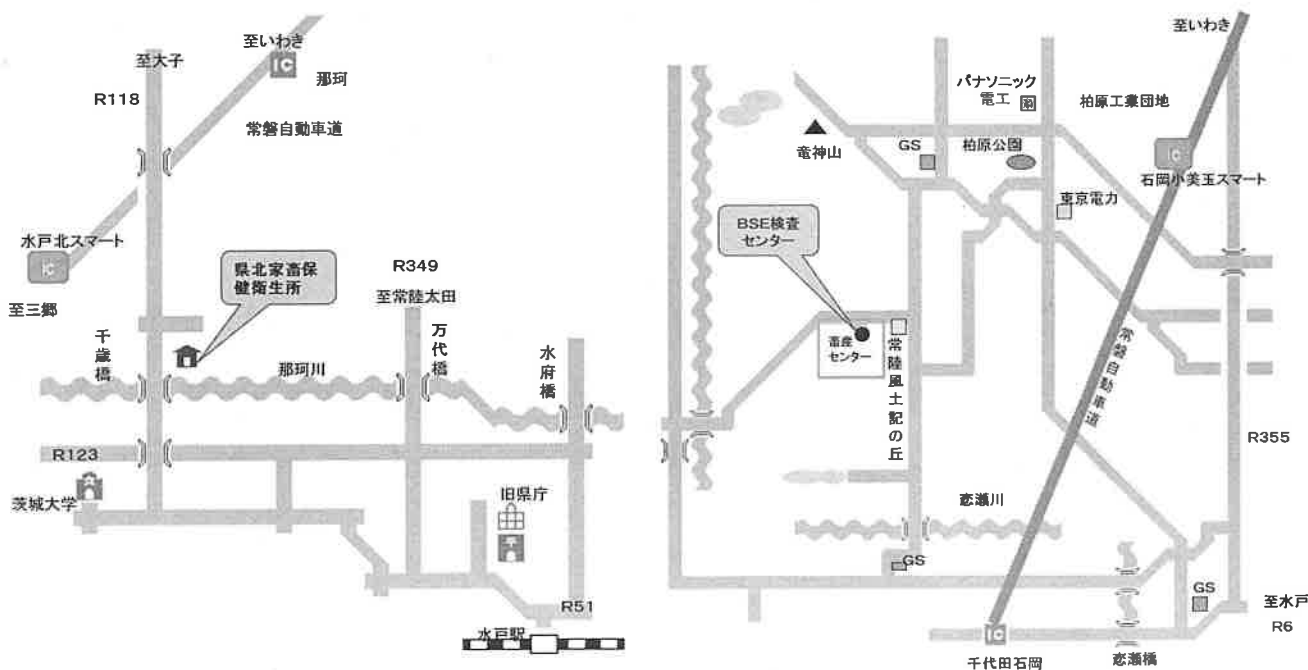 至いわき
至大子
IC
那珂
R118
常磐自動車道
水戸北スマート
IC
至三郷
県北家畜保
健衛生所
R349
至常陸太田
千歳橋
万代橋
水府橋
那珂川
R123
茨城大学
旧県庁
R51
水戸駅
至いわき
パナソニック
電工
柏原工業団地
竜神山
GS
柏原公園
IC
石岡小美玉スマート
東京電力
BSE検査
センター
畜産
センター
常陸風土記の丘
常磐自動車道
R355
恋瀬川
GS
GS
至水戸
R6
IC
千代田石岡
恋瀬橋